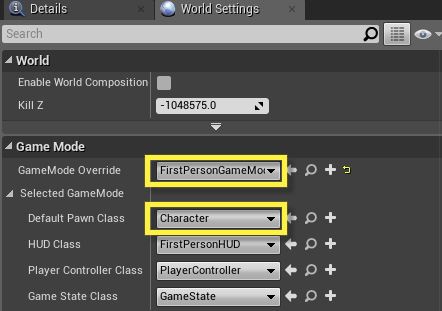 Details
World Settings
Search
World
Enable World Composition
Kill Z
-1048575.0
Game Mode
GameMode Override
FirstPersonGameMo
Selected GameMode
Default Pawn Class
Character
HUD Class
FirstPersonHUD
Player Controller Class
PlayerController
Game State Class
GameState